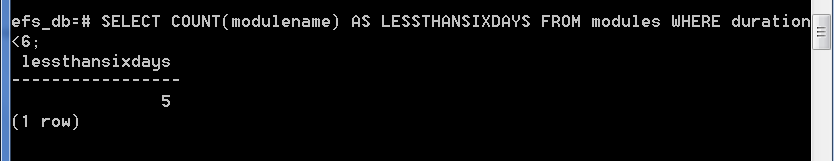 efs_db=# SELECT COUNT(modulename) AS LESSTHANSIXDAYS FROM modules WHERE duration
<6;
 lessthansixdays
-----------------
               5
(1 row)